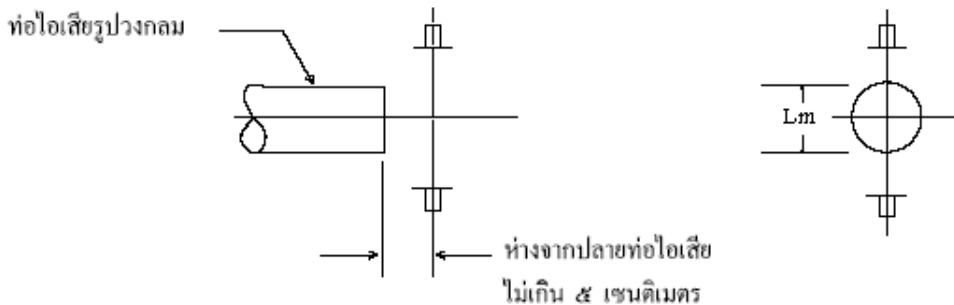 ท่อไอเสียรูปวงกลม
Lm
ห่างจากปลายท่อไอเสีย
ไม่เกิน ๕ เซนติเมตร